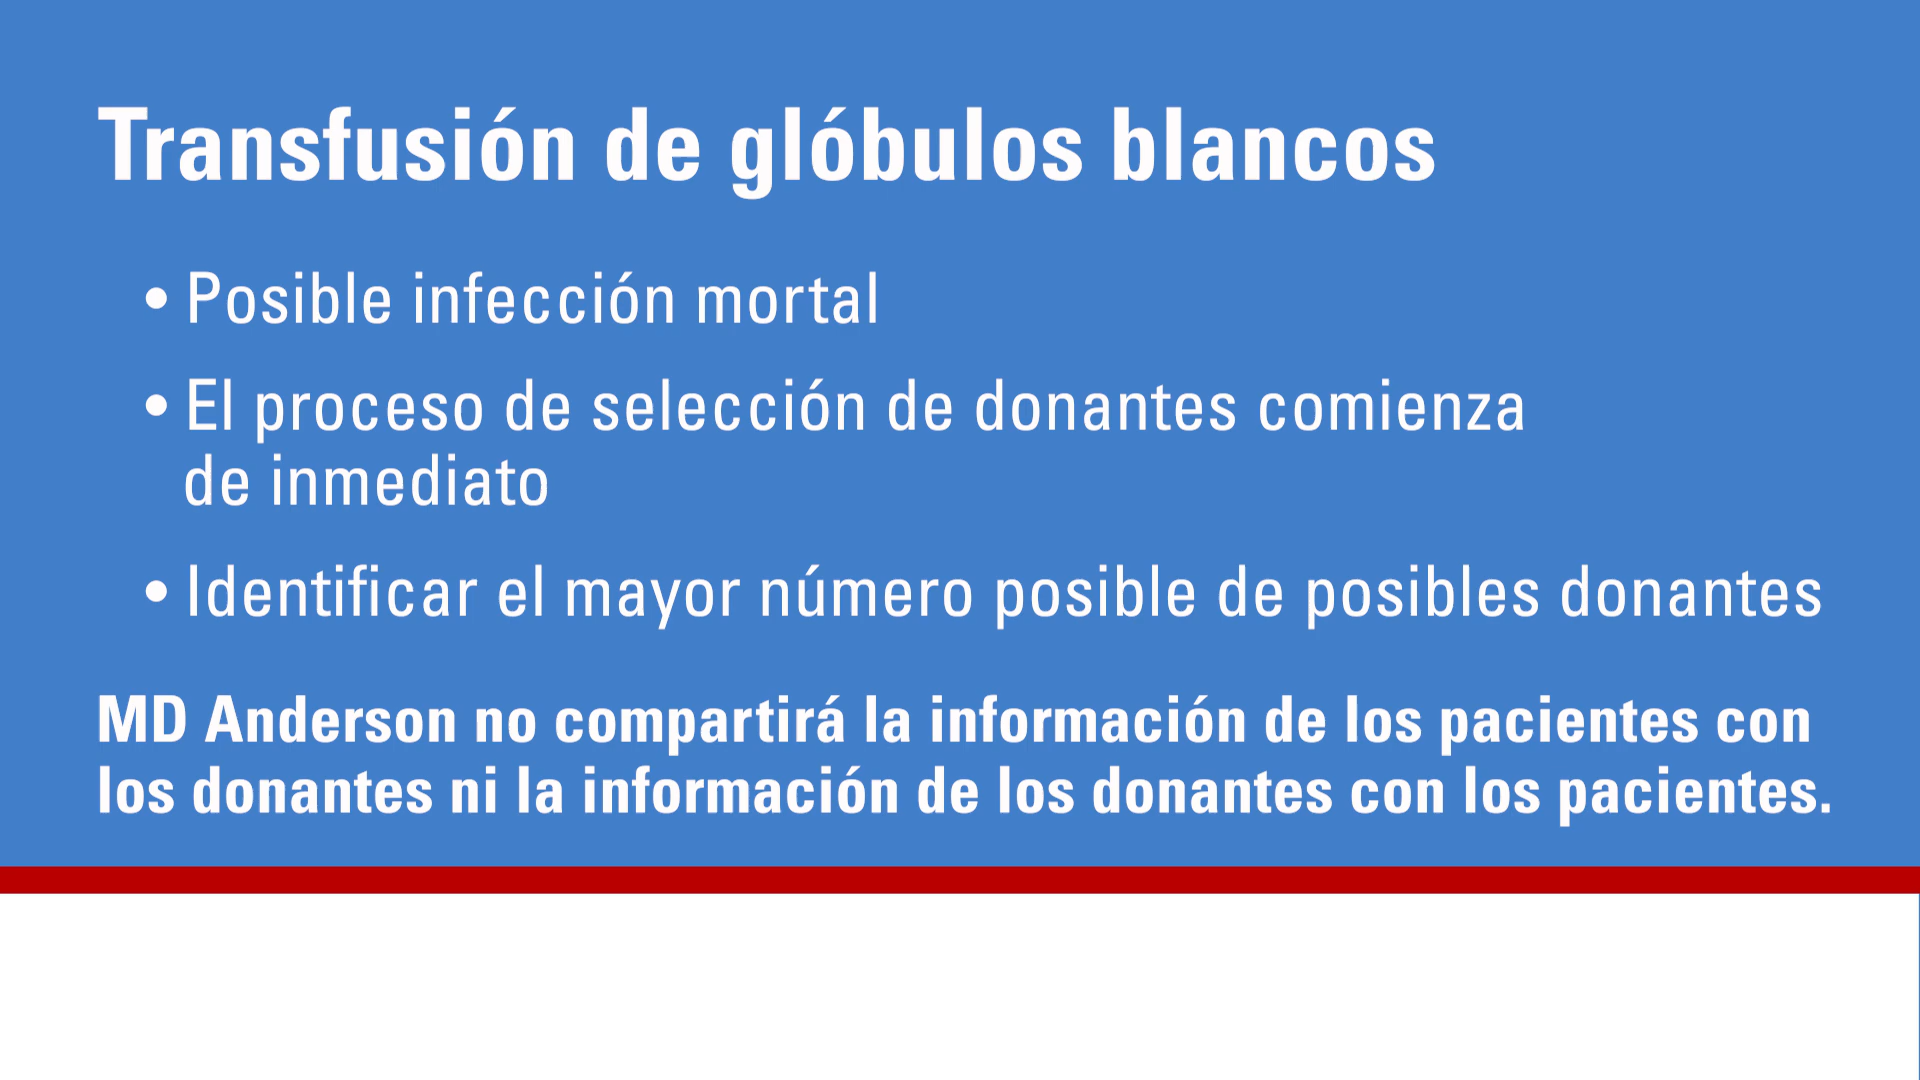 Transfusión de glóbulos blancos
• Posible infección mortal
• El proceso de selección de donantes comienza
de inmediato
• Identificar el mayor número posible de posibles donantes
MD Anderson no compartirá la información de los pacientes con
los donantes ni la información de los donantes con los pacientes.